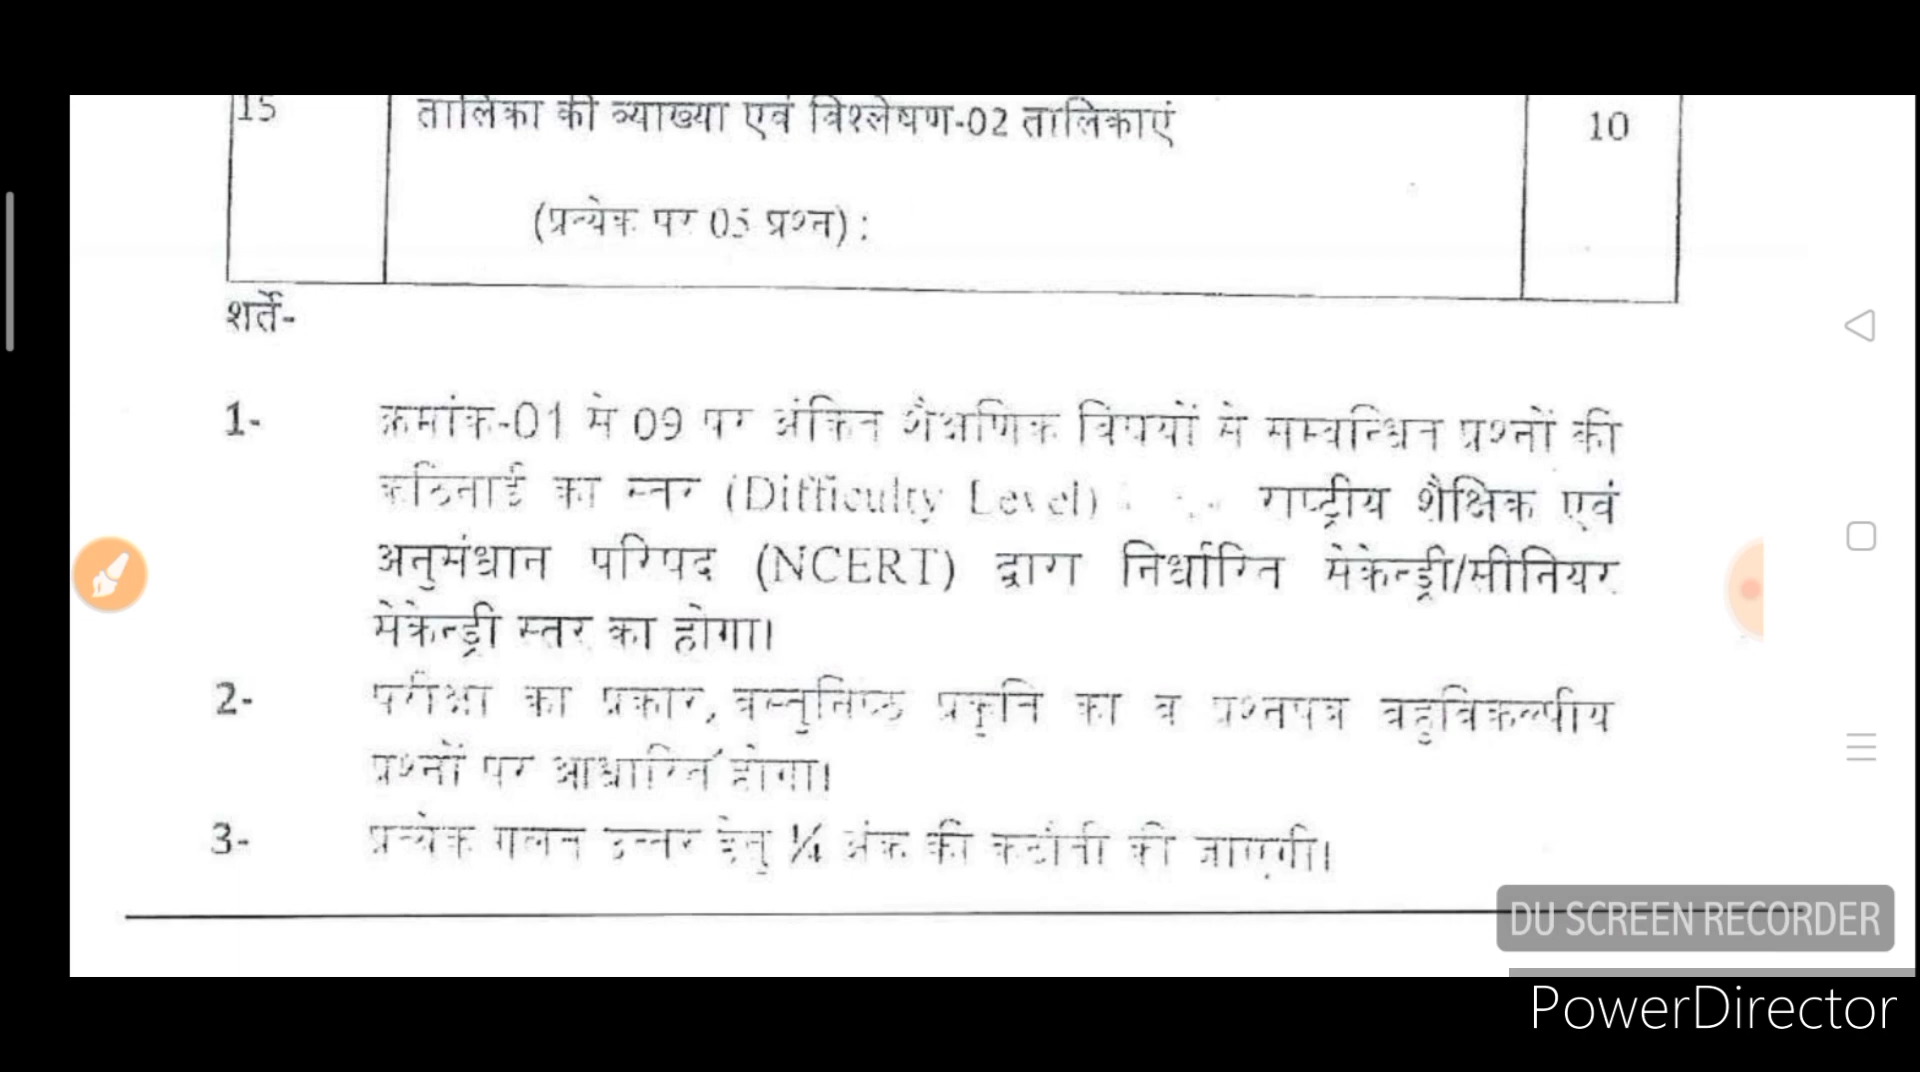 15 तालिका की व्याख्या एवं विश्लेषण-02 तालिकाएं 10
(प्रत्येक पर 05 प्रश्न) :
शर्ते-
1- क्रमांक-01 से 09 पर अंकित शैक्षणिक विषयों से सम्बन्धित प्रश्नों की
कठिनाई का स्तर (Difficulty Level) राष्ट्रीय शैक्षिक एवं
अनुसंधान परिषद (NCERT) द्वारा निर्धारित सेकेन्ड्री/सीनियर
सेकेन्ड्री स्तर का होगा।
2- परीक्षा का प्रकार, वस्तुनिष्ठ प्रकृति का व प्रश्नपत्र बहुविकल्पीय
प्रश्नों पर आधारित होगा।
3- प्रत्येक गलत उत्तर हेतु ¼ अंक की कटौती की जाएगी।
DU SCREEN RECORDER
PowerDirector